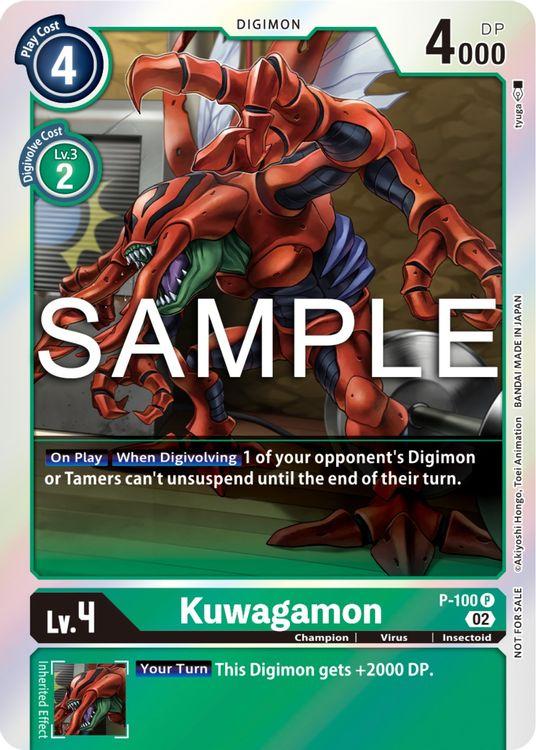 DIGIMON
Play Cost
4
DP
4000
Digivolve Cost
Lv.3
2
tyuga
SAMPLE
[On Play] [When Digivolving] 1 of your opponent's Digimon
or Tamers can't unsuspend until the end of their turn.
©Akiyoshi Hongo, Toei Animation BANDAI MADE IN JAPAN
NOT FOR SALE
Lv.4
Kuwagamon
P-100 P
02
Champion | Virus | Insectoid
Inherited Effect
[Your Turn] This Digimon gets +2000 DP.